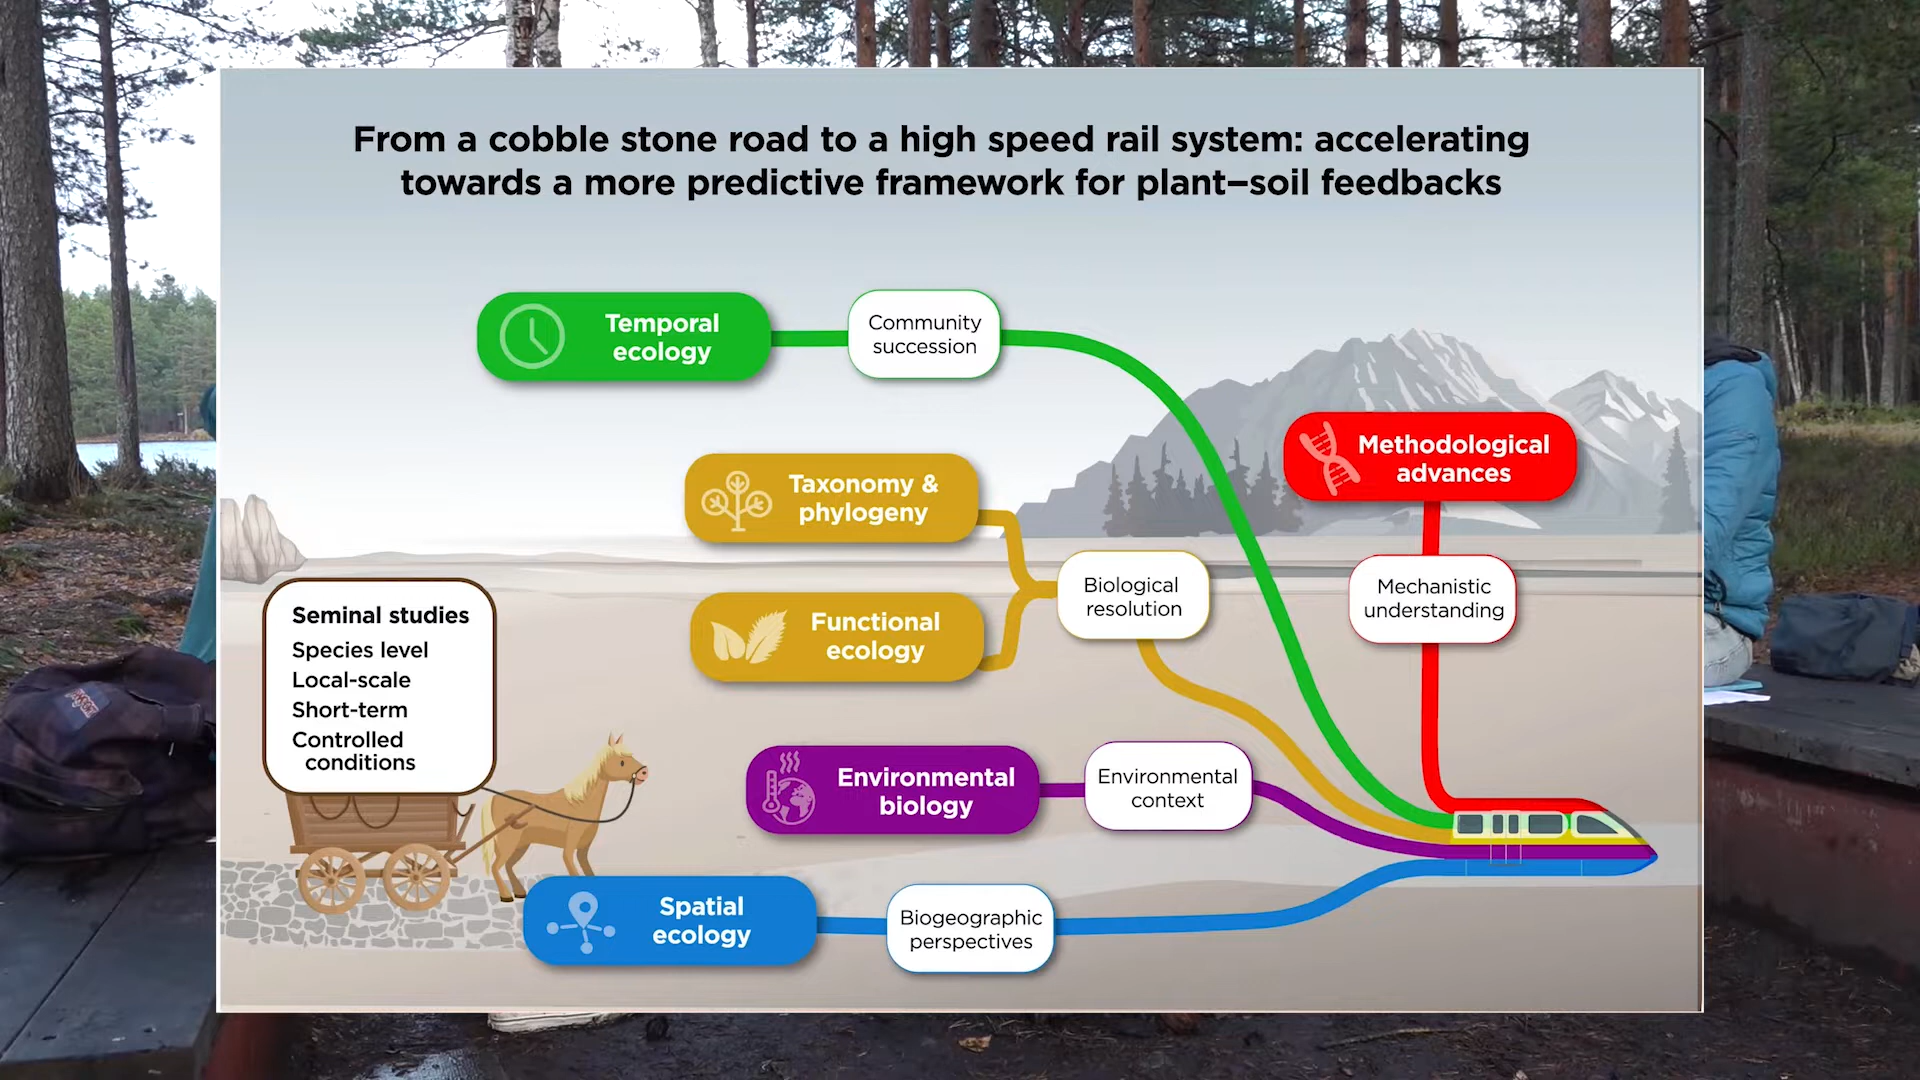 From a cobble stone road to a high speed rail system: accelerating
towards a more predictive framework for plant–soil feedbacks
Temporal
ecology
Community
succession
Methodological
advances
Taxonomy &
phylogeny
Biological
resolution
Mechanistic
understanding
Functional
ecology
Seminal studies
Species level
Local-scale
Short-term
Controlled
conditions
Environmental
biology
Environmental
context
Spatial
ecology
Biogeographic
perspectives